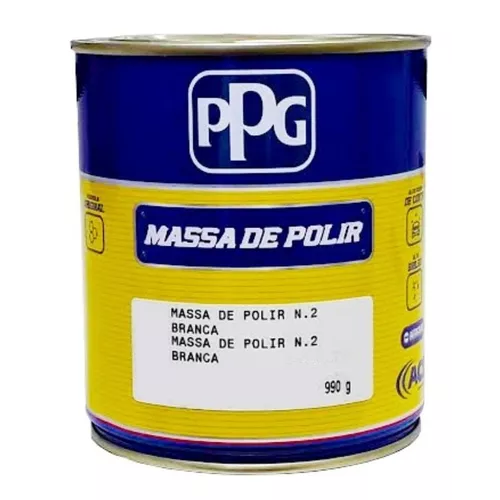 PPG
MASSA DE POLIR
MASSA DE POLIR N.2
BRANCA
MASSA DE POLIR N.2
BRANCA
990 g